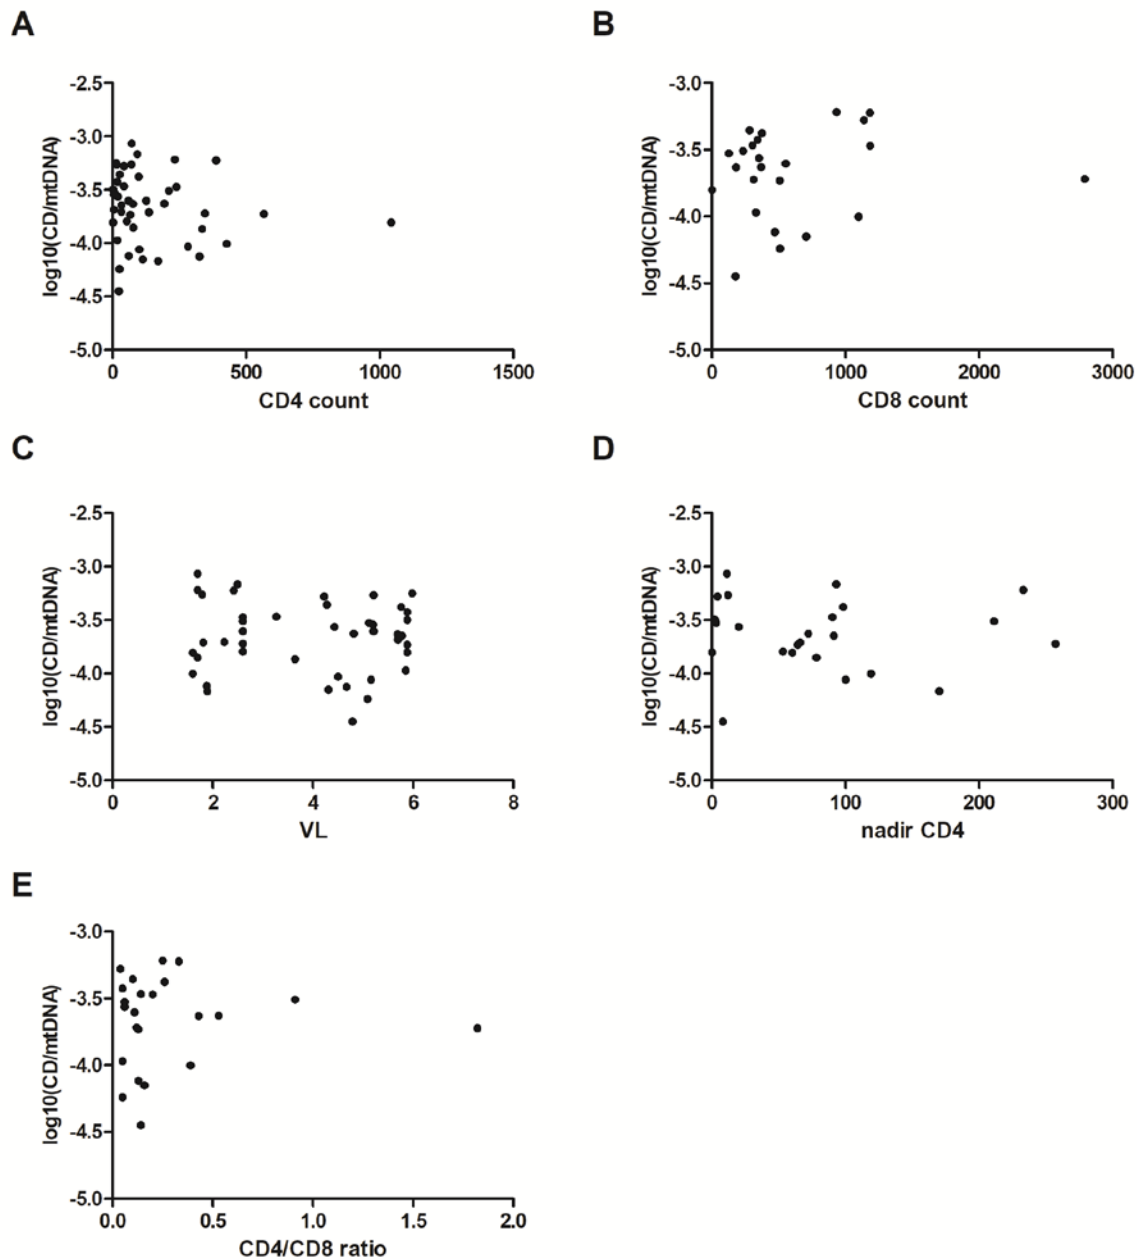 A
log10(CD/mtDNA)
-2.5
-3.0
-3.5
-4.0
-4.5
-5.0
0 500 1000 1500
CD4 count
B
log10(CD/mtDNA)
-3.0
-3.5
-4.0
-4.5
-5.0
0 1000 2000 3000
CD8 count
C
log10(CD/mtDNA)
-2.5
-3.0
-3.5
-4.0
-4.5
-5.0
0 2 4 6 8
VL
D
log10(CD/mtDNA)
-2.5
-3.0
-3.5
-4.0
-4.5
-5.0
0 100 200 300
nadir CD4
E
log10(CD/mtDNA)
-3.0
-3.5
-4.0
-4.5
-5.0
0.0 0.5 1.0 1.5 2.0
CD4/CD8 ratio